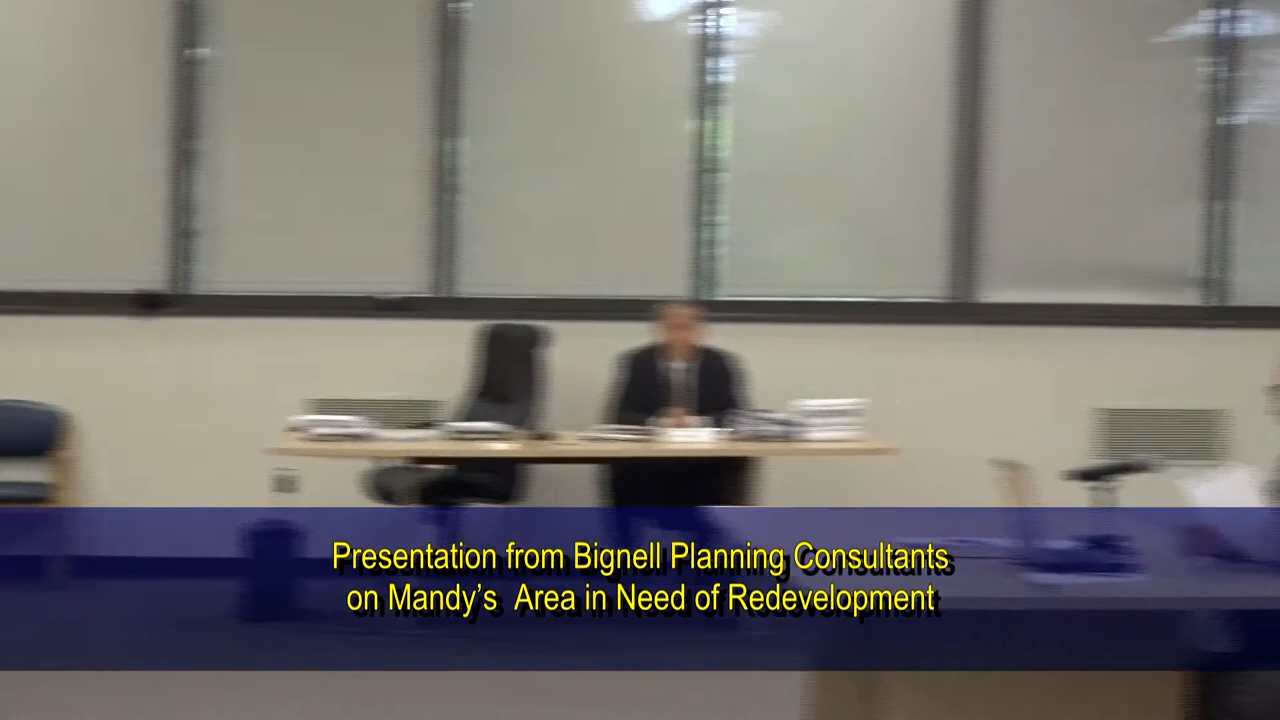 Presentation from Bignell Planning Consultants
on Mandy's  Area in Need of Redevelopment